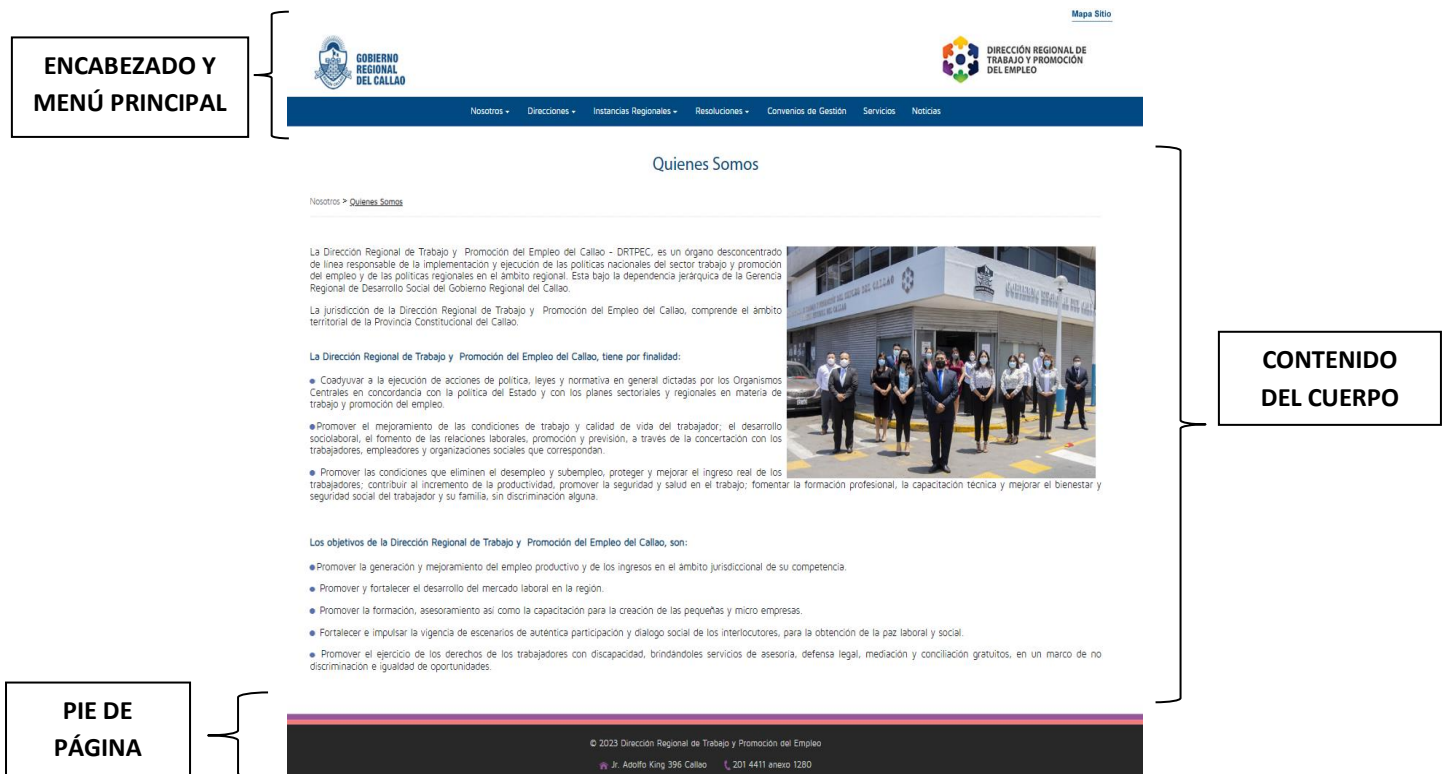 Mapa Sitio
ENCABEZADO Y
MENÚ PRINCIPAL
GOBIERNO
REGIONAL
DEL CALLAO
DIRECCIÓN REGIONAL DE
TRABAJO Y PROMOCIÓN
DEL EMPLEO
Nosotros Direcciones Instancias Regionales Resoluciones Convenios de Gestión Servicios Noticias
Quienes Somos
Nosotros > Quienes Somos
La Dirección Regional de Trabajo y Promoción del Empleo del Callao - DRTPEC, es un órgano desconcentrado
de línea responsable de la implementación y ejecución de las políticas nacionales del sector trabajo y promoción
del empleo y de las políticas regionales en el ámbito regional. Esta bajo la dependencia jerárquica de la Gerencia
Regional de Desarrollo Social del Gobierno Regional del Callao.
La jurisdicción de la Dirección Regional de Trabajo y Promoción del Empleo del Callao, comprende el ámbito
territorial de la Provincia Constitucional del Callao.
La Dirección Regional de Trabajo y Promoción del Empleo del Callao, tiene por finalidad:
● Coadyuvar a la ejecución de acciones de política, leyes y normativa en general dictadas por los Organismos
Centrales en concordancia con la política del Estado y con los planes sectoriales y regionales en materia de
trabajo y promoción del empleo.
●Promover el mejoramiento de las condiciones de trabajo y calidad de vida del trabajador; el desarrollo
sociolaboral, el fomento de las relaciones laborales, promoción y previsión, a través de la concertación con los
trabajadores, empleadores y organizaciones sociales que correspondan.
● Promover las condiciones que eliminen el desempleo y subempleo, proteger y mejorar el ingreso real de los
trabajadores; contribuir al incremento de la productividad, promover la seguridad y salud en el trabajo; fomentar la formación profesional, la capacitación técnica y mejorar el bienestar y
seguridad social del trabajador y su familia, sin discriminación alguna.
CONTENIDO
DEL CUERPO
Los objetivos de la Dirección Regional de Trabajo y Promoción del Empleo del Callao, son:
●Promover la generación y mejoramiento del empleo productivo y de los ingresos en el ámbito jurisdiccional de su competencia.
● Promover y fortalecer el desarrollo del mercado laboral en la región.
● Promover la formación, asesoramiento así como la capacitación para la creación de las pequeñas y micro empresas.
● Fortalecer e impulsar la vigencia de escenarios de auténtica participación y dialogo social de los interlocutores, para la obtención de la paz laboral y social.
● Promover el ejercicio de los derechos de los trabajadores con discapacidad, brindándoles servicios de asesoría, defensa legal, mediación y conciliación gratuitos, en un marco de no
discriminación e igualdad de oportunidades.
PIE DE
PÁGINA
© 2023 Dirección Regional de Trabajo y Promoción del Empleo
Jr. Adolfo King 396 Callao 201 4411 anexo 1280